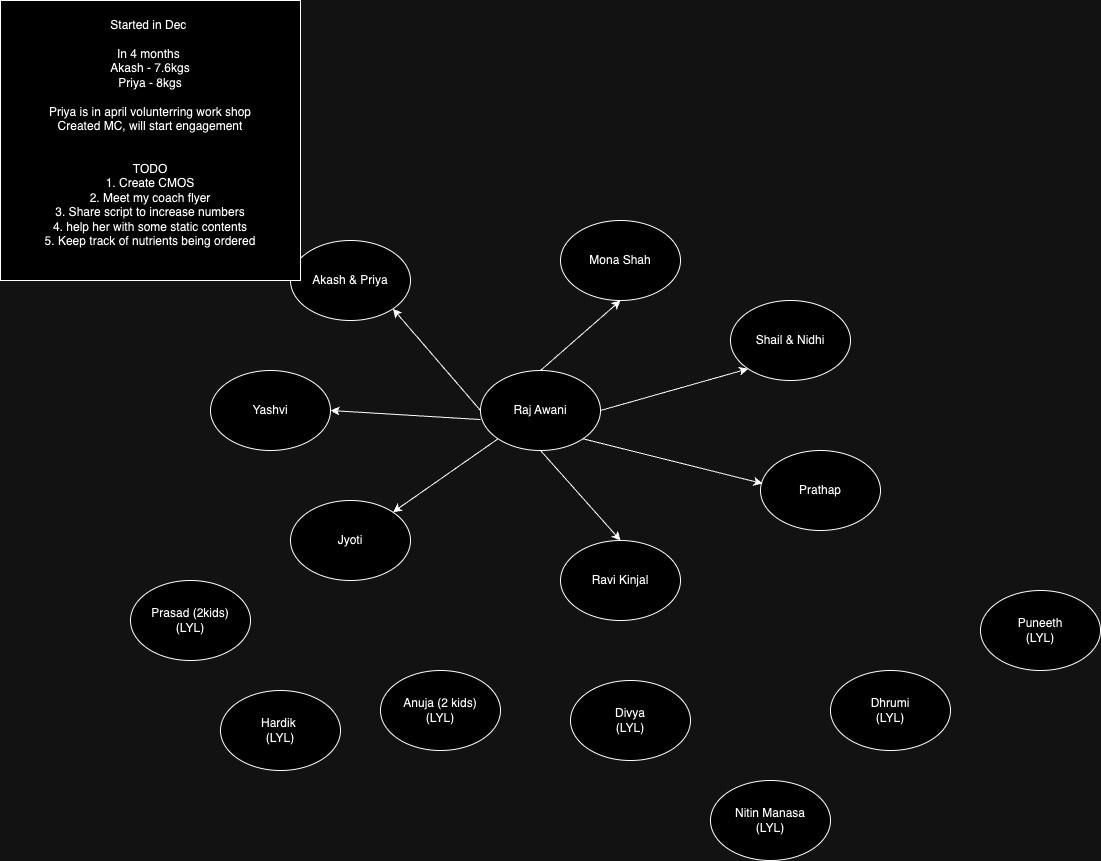 Started in Dec
In 4 months
Akash - 7.6kgs
Priya - 8kgs
Priya is in april volunterring work shop
Created MC, will start engagement
TODO
1. Create CMOS
2. Meet my coach flyer
3. Share script to increase numbers
4. help her with some static contents
5. Keep track of nutrients being ordered
Akash & Priya
Mona Shah
Shail & Nidhi
Yashvi
Raj Awani
Prathap
Jyoti
Ravi Kinjal
Prasad (2kids)
(LYL)
Puneeth
(LYL)
Hardik
(LYL)
Anuja (2 kids)
(LYL)
Divya
(LYL)
Dhrumi
(LYL)
Nitin Manasa
(LYL)